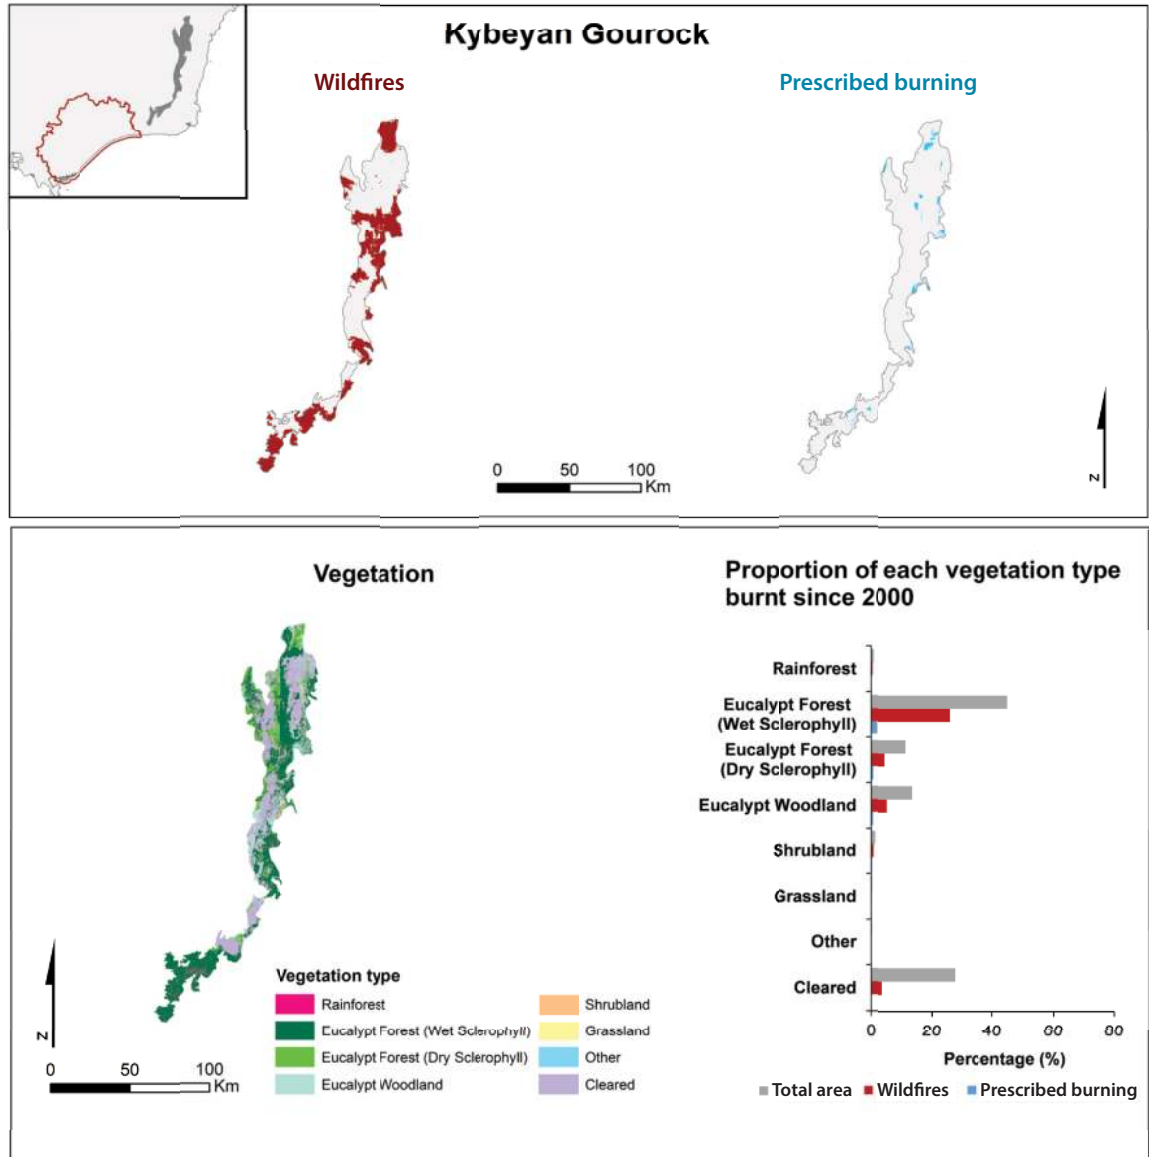 Kybeyan Gourock
Wildfires
Prescribed burning
0 50 100
Km
N
Vegetation
Proportion of each vegetation type
burnt since 2000
Rainforest
Eucalypt Forest
(Wet Sclerophyll)
Eucalypt Forest
(Dry Sclerophyll)
Eucalypt Woodland
Shrubland
Grassland
Other
Cleared
0 20 40 60 80
Percentage (%)
Total area Wildfires Prescribed burning
N
0 50 100
Km
Vegetation type
Rainforest
Eucalypt Forest (Wet Sclerophyll)
Eucalypt Forest (Dry Sclerophyll)
Eucalypt Woodland
Shrubland
Grassland
Other
Cleared